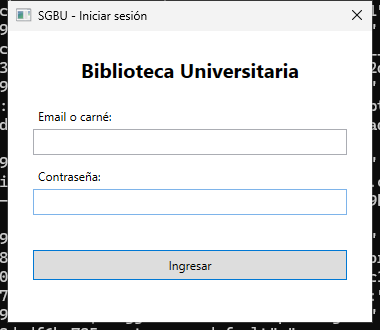 SGBU - Iniciar sesión
Biblioteca Universitaria
Email o carné:
Contraseña:
Ingresar